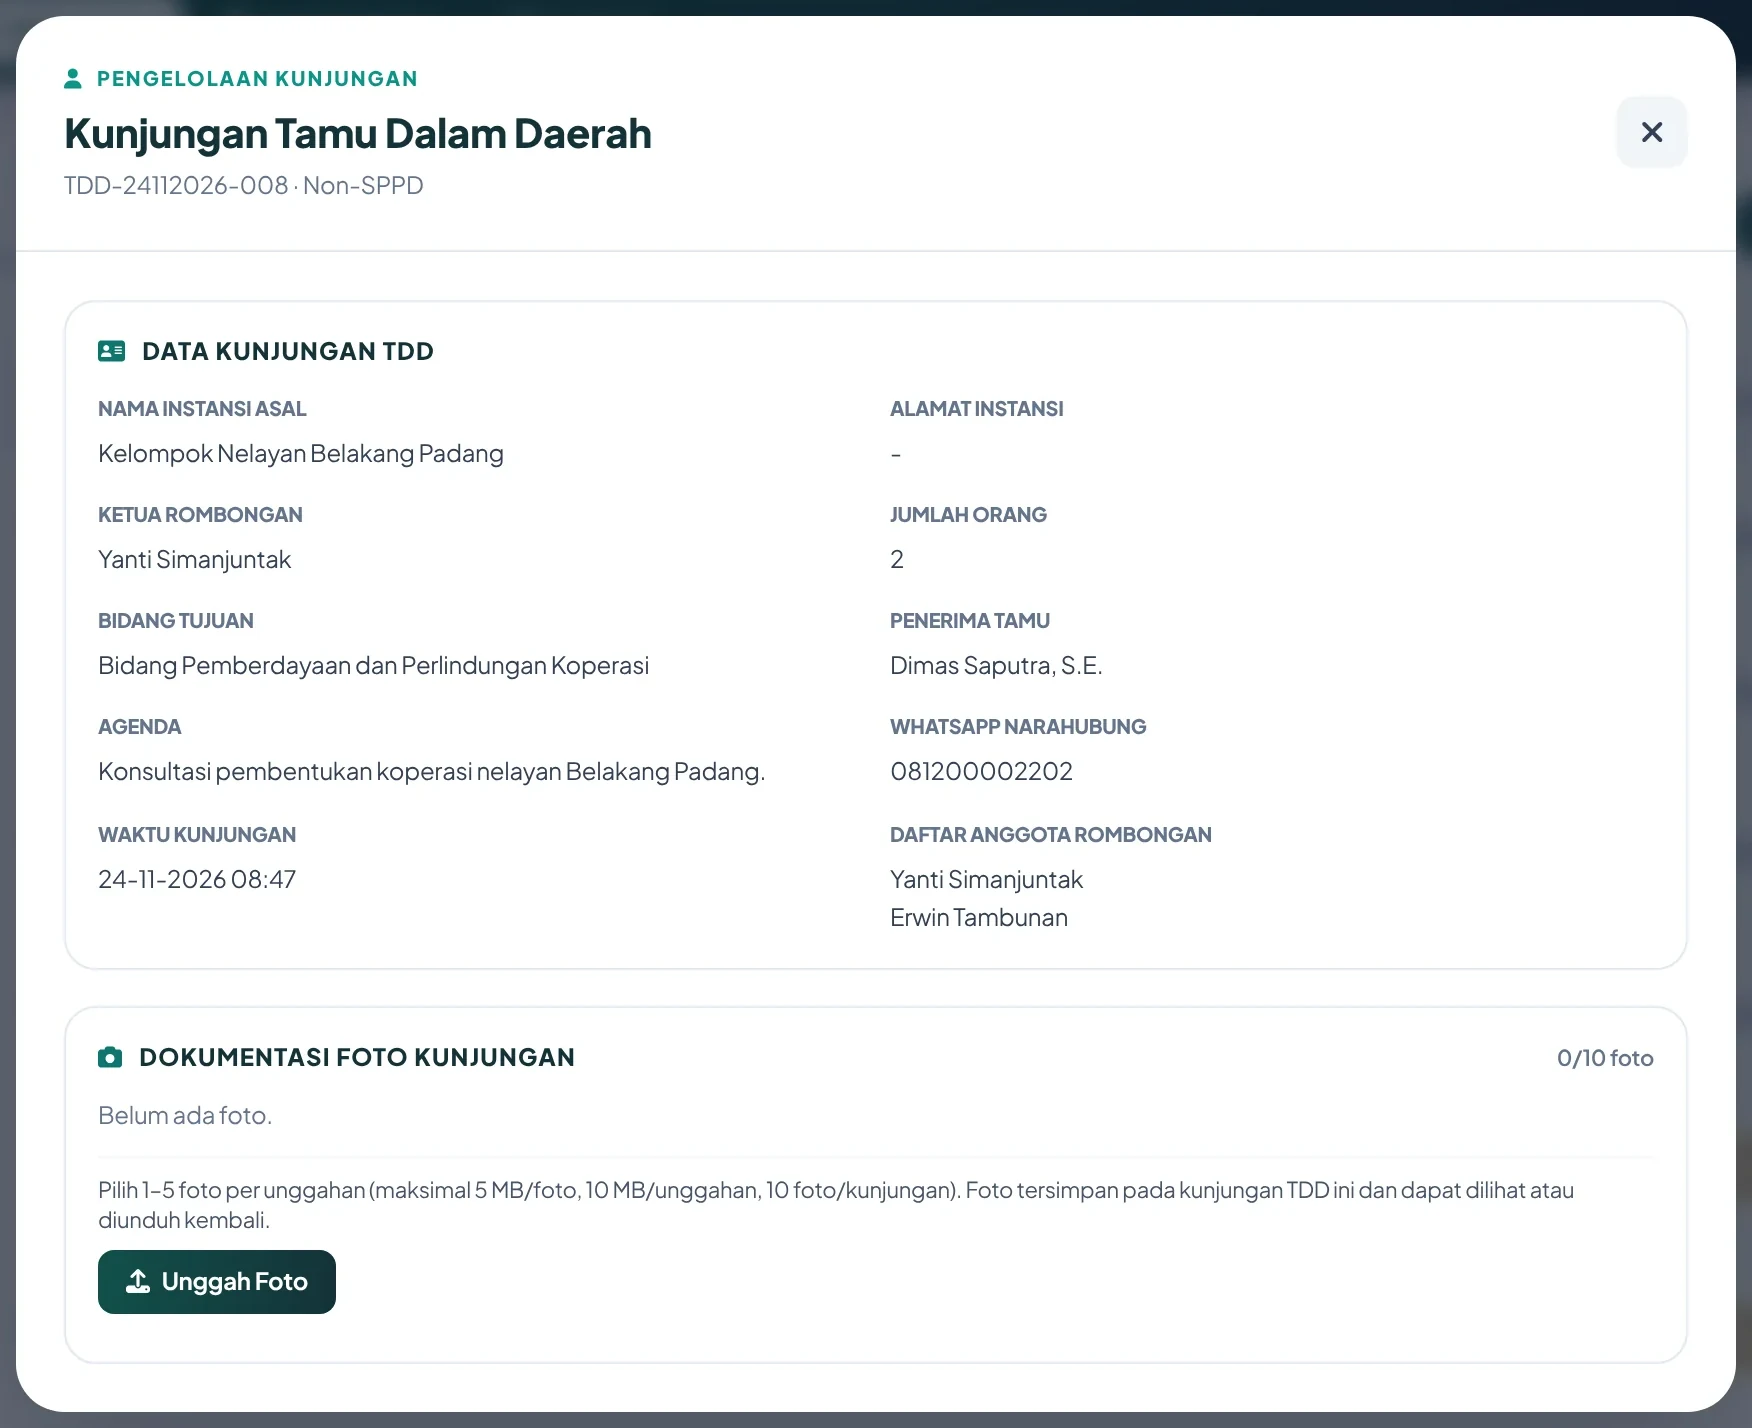 PENGELOLAAN KUNJUNGAN
Kunjungan Tamu Dalam Daerah
TDD-24112026-008 · Non-SPPD
DATA KUNJUNGAN TDD
NAMA INSTANSI ASAL
Kelompok Nelayan Belakang Padang
ALAMAT INSTANSI
-
KETUA ROMBONGAN
Yanti Simanjuntak
JUMLAH ORANG
2
BIDANG TUJUAN
Bidang Pemberdayaan dan Perlindungan Koperasi
PENERIMA TAMU
Dimas Saputra, S.E.
AGENDA
Konsultasi pembentukan koperasi nelayan Belakang Padang.
WHATSAPP NARAHUBUNG
081200002202
WAKTU KUNJUNGAN
24-11-2026 08:47
DAFTAR ANGGOTA ROMBONGAN
Yanti Simanjuntak
Erwin Tambunan
DOKUMENTASI FOTO KUNJUNGAN
0/10 foto
Belum ada foto.
Pilih 1–5 foto per unggahan (maksimal 5 MB/foto, 10 MB/unggahan, 10 foto/kunjungan). Foto tersimpan pada kunjungan TDD ini dan dapat dilihat atau
diunduh kembali.
Unggah Foto